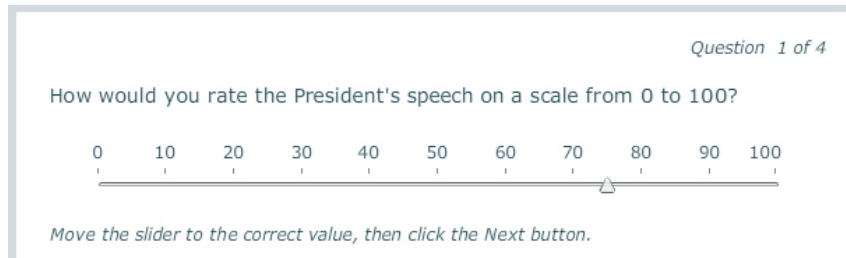 Question 1 of 4
How would you rate the President's speech on a scale from 0 to 100?
0 10 20 30 40 50 60 70 80 90 100
Move the slider to the correct value, then click the Next button.